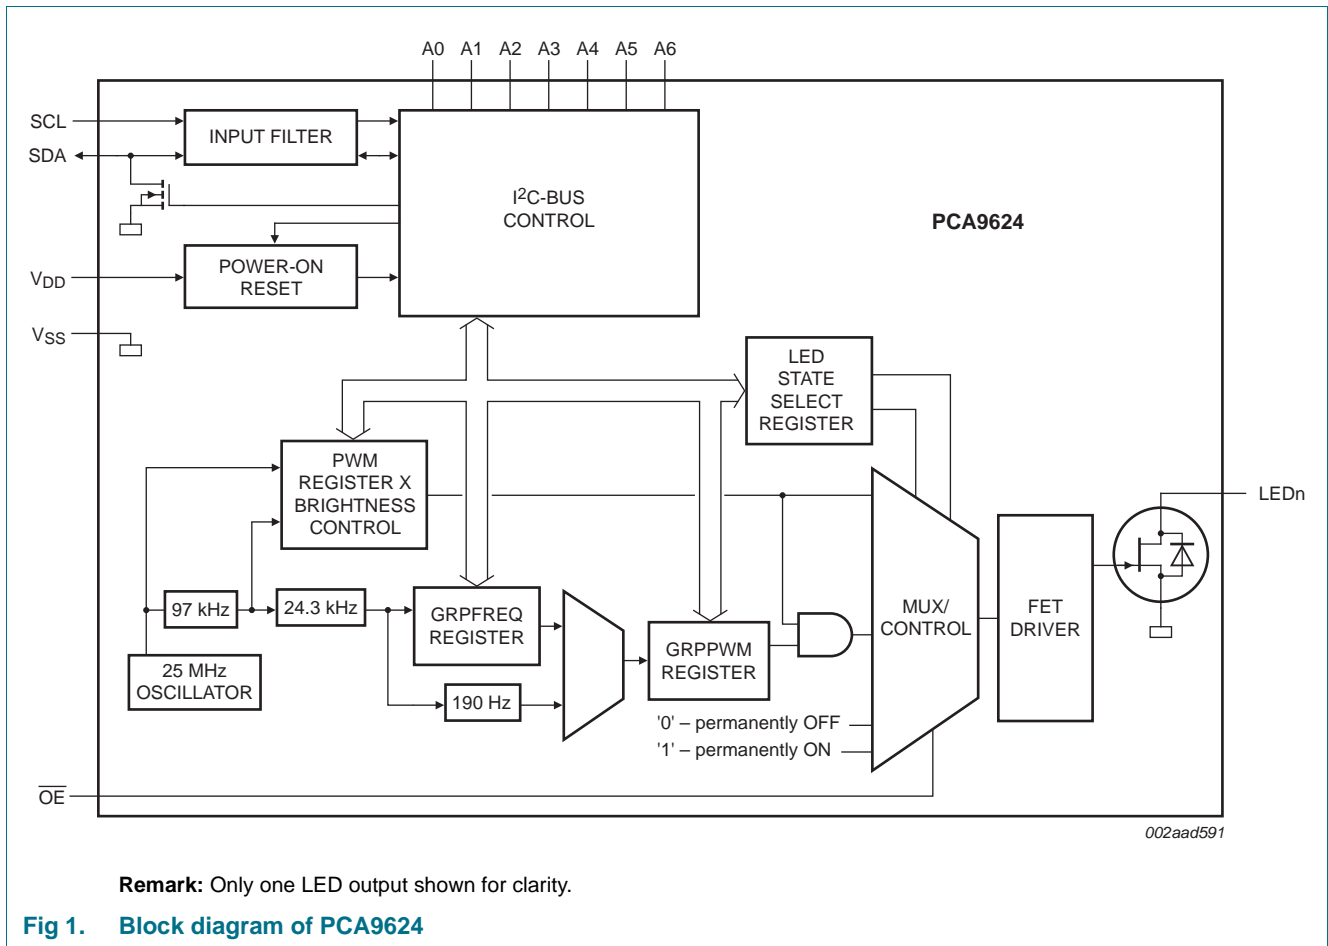 A0 A1 A2 A3 A4 A5 A6
SCL
SDA
INPUT FILTER
I2C-BUS
CONTROL
PCA9624
VDD
POWER-ON
RESET
VSS
LED
STATE
SELECT
REGISTER
PWM
REGISTER X
BRIGHTNESS
CONTROL
LEDn
97 kHz
24.3 kHz
GRPFREQ
REGISTER
GRPPWM
REGISTER
MUX/
CONTROL
FET
DRIVER
25 MHz
OSCILLATOR
190 Hz
'0' – permanently OFF
'1' – permanently ON
OE
002aad591
Remark: Only one LED output shown for clarity.
Fig 1. Block diagram of PCA9624